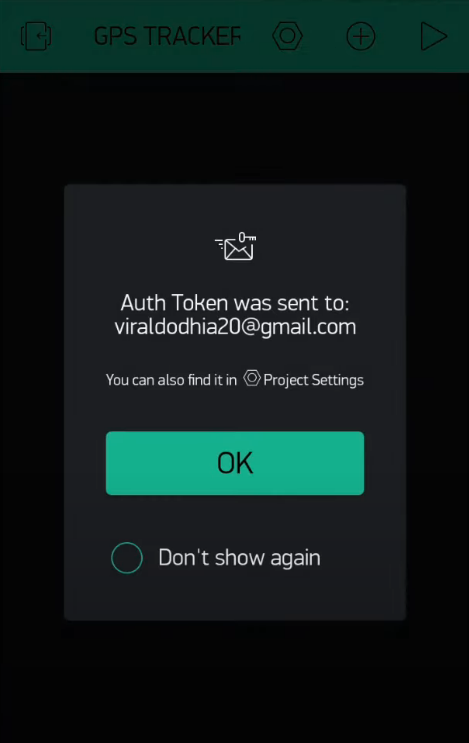 GPS TRACKER
Auth Token was sent to:
viraldodhia20@gmail.com
You can also find it in Project Settings
OK
Don't show again